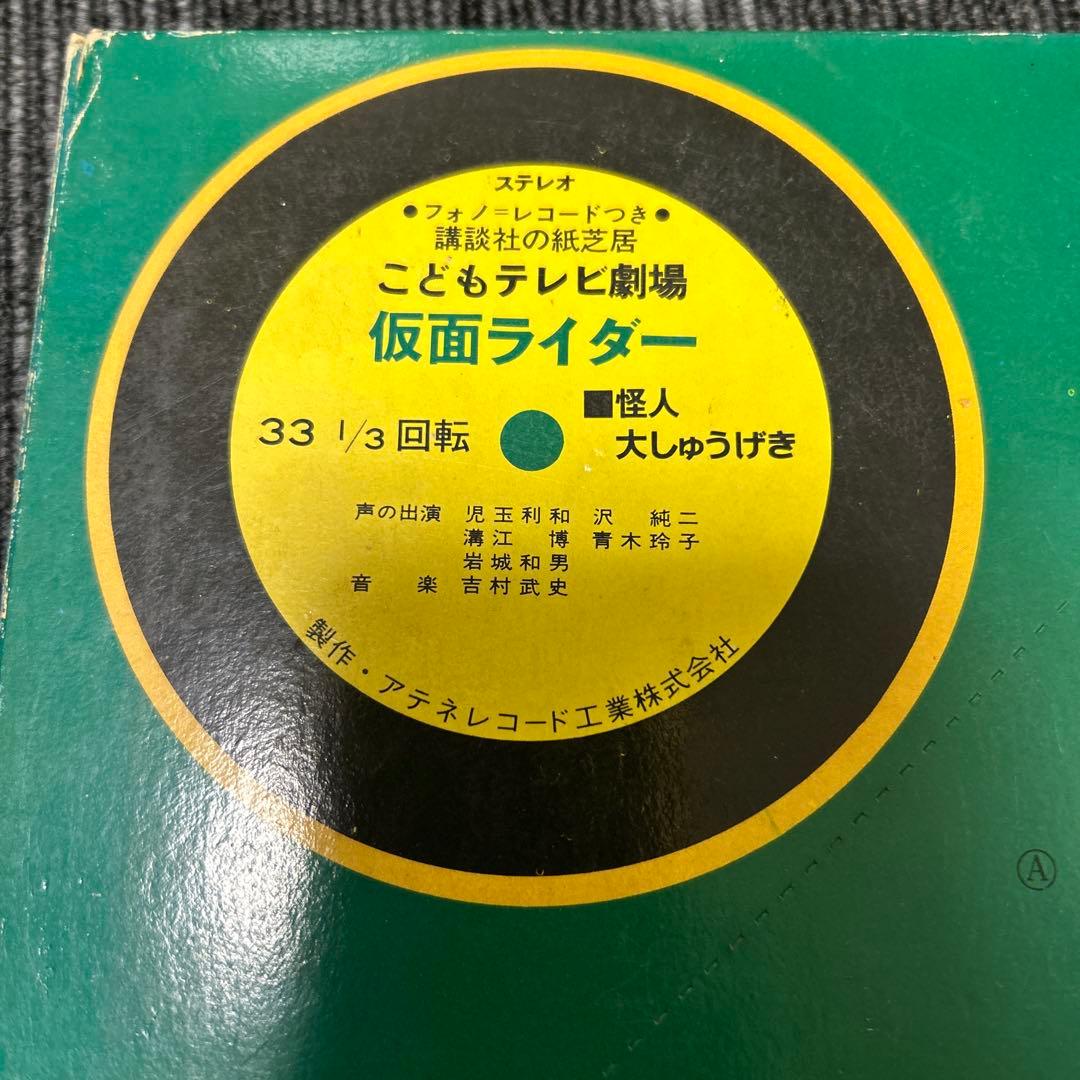 ステレオ
●フォノ=レコードつき●
講談社の紙芝居
こどもテレビ劇場
仮面ライダー
■怪人
大しゅうげき
33 1/3 回転
声の出演 児玉利和 沢 純二
溝江 博 青木玲子
岩城和男
音 楽 吉村武史
製作・アテネレコード工業株式会社
Ⓐ